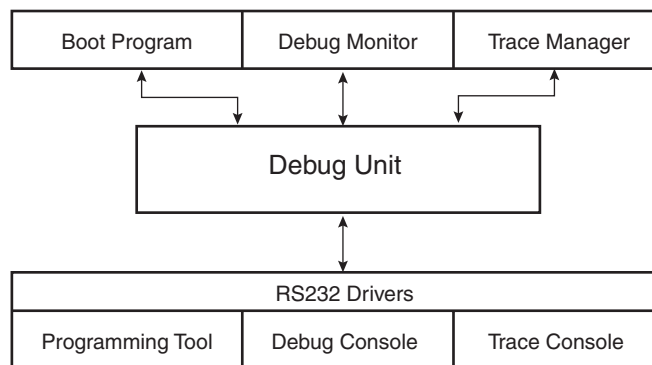 Boot Program
Debug Monitor
Trace Manager
Debug Unit
RS232 Drivers
Programming Tool
Debug Console
Trace Console